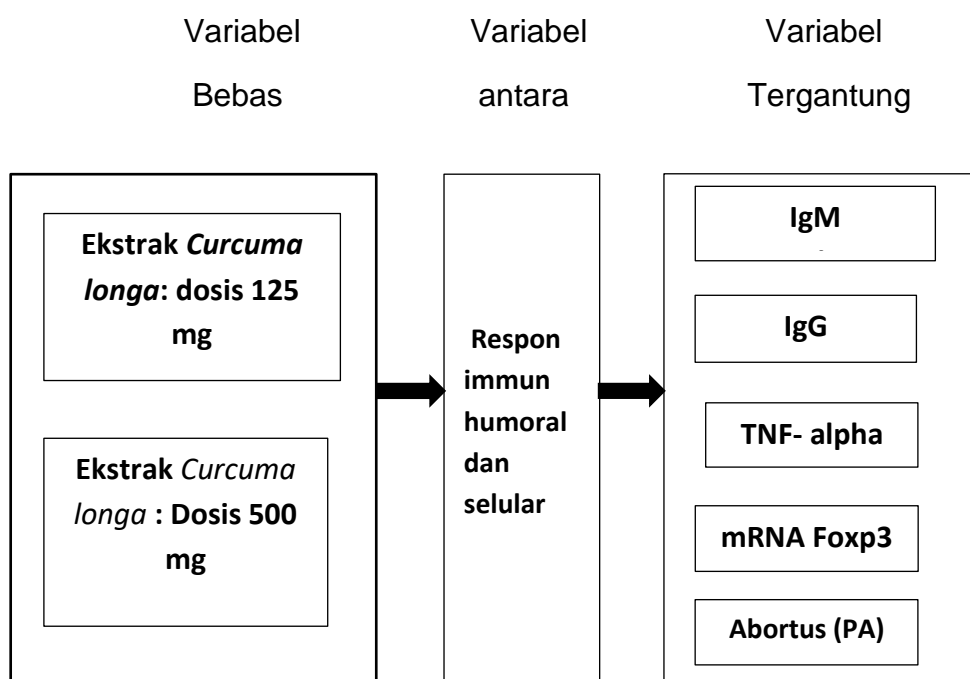 Variabel
Bebas
Variabel
antara
Variabel
Tergantung
Ekstrak Curcuma
longa: dosis 125
mg
Ekstrak Curcuma
longa : Dosis 500
mg
Respon
immun
humoral
dan
selular
IgM
IgG
TNF- alpha
mRNA Foxp3
Abortus (PA)